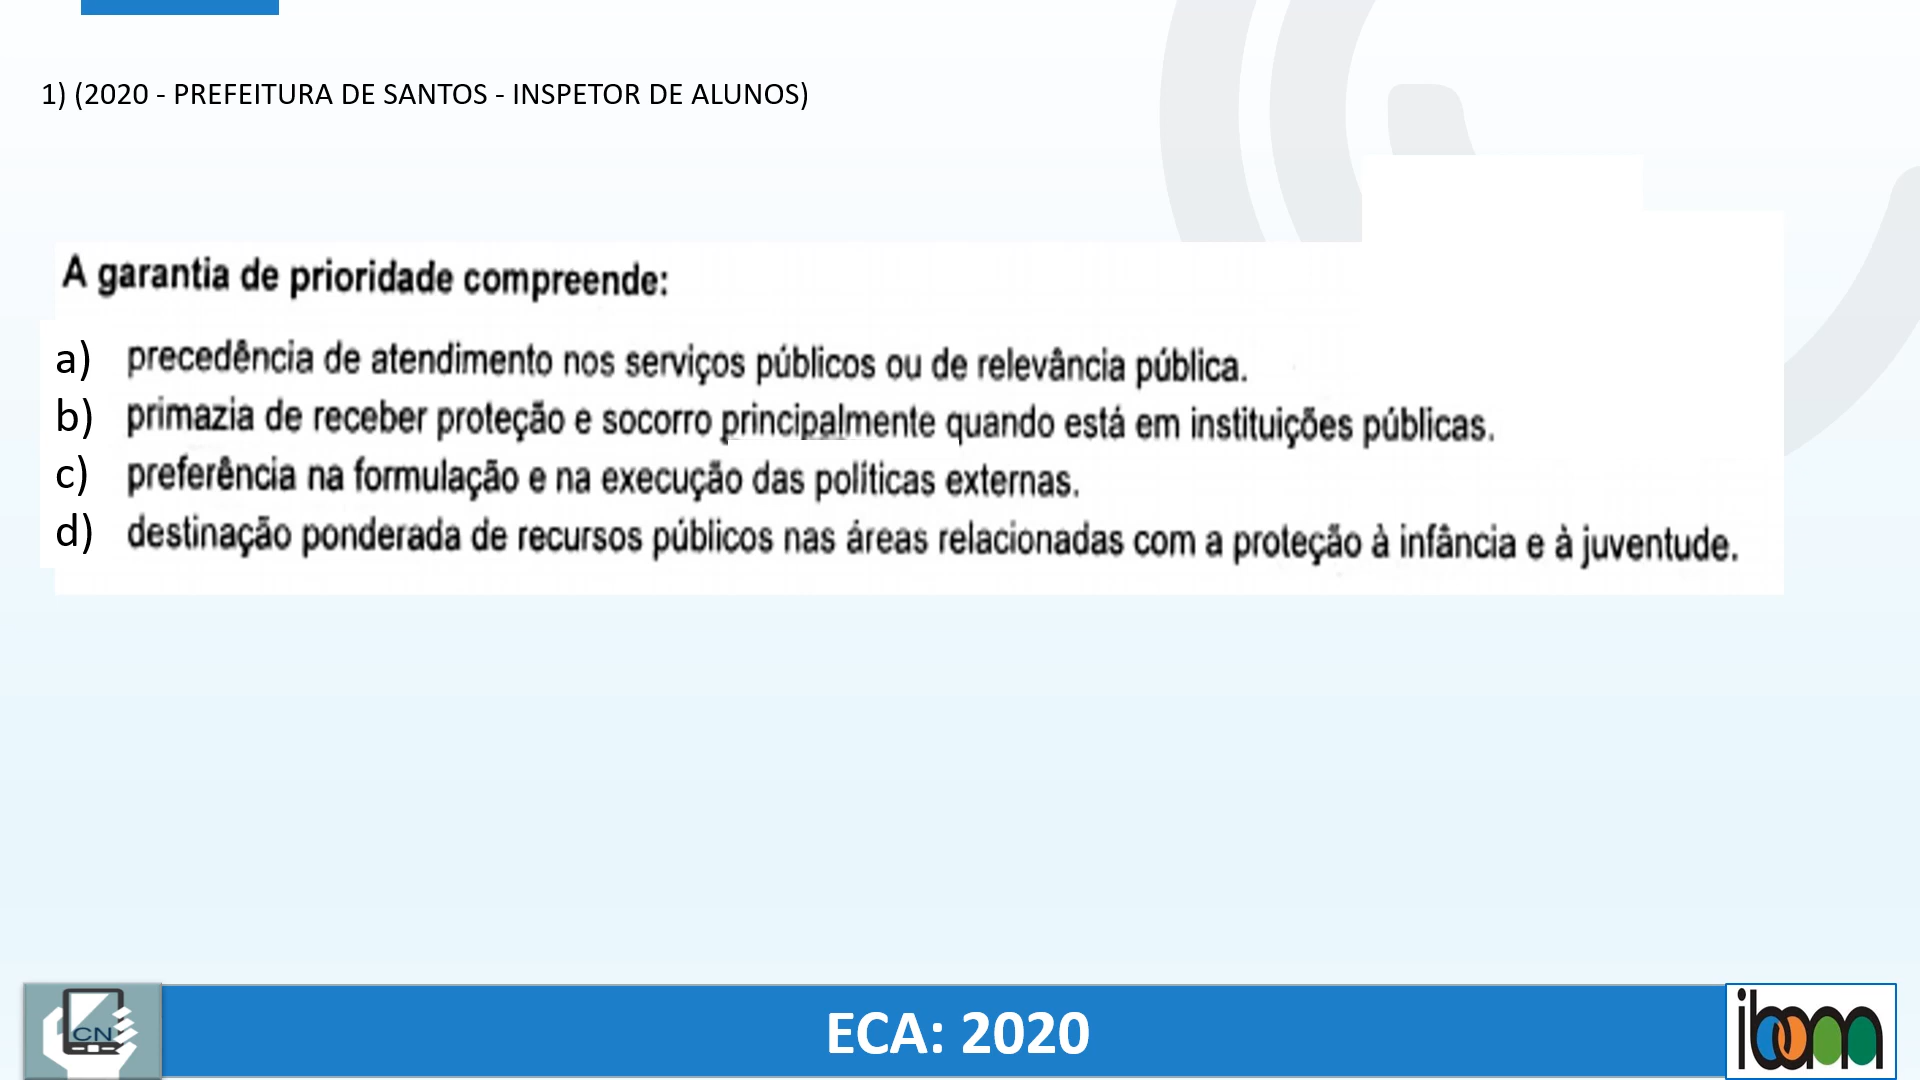 1) (2020 - PREFEITURA DE SANTOS - INSPETOR DE ALUNOS)
A garantia de prioridade compreende:
a) precedência de atendimento nos serviços públicos ou de relevância pública.
b) primazia de receber proteção e socorro principalmente quando está em instituições públicas.
c) preferência na formulação e na execução das políticas externas.
d) destinação ponderada de recursos públicos nas áreas relacionadas com a proteção à infância e à juventude.
CN
ECA: 2020
ibam